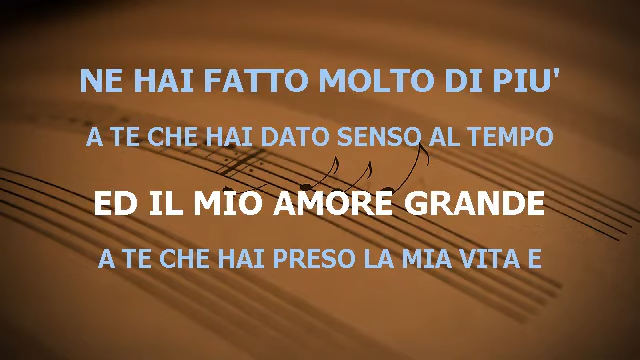 NE HAI FATTO MOLTO DI PIU'
A TE CHE HAI DATO SENSO AL TEMPO
ED IL MIO AMORE GRANDE
A TE CHE HAI PRESO LA MIA VITA E